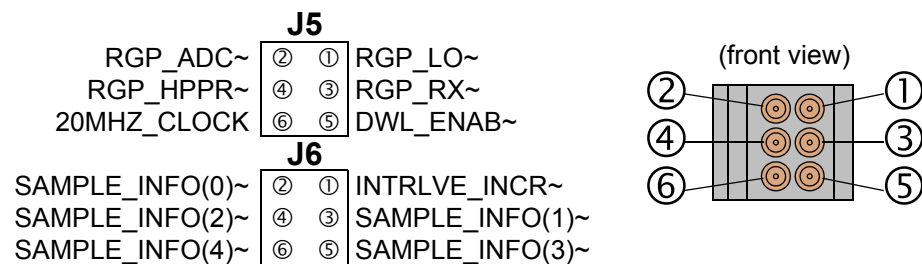 J5
RGP_ADC~ ② ① RGP_LO~
RGP_HPPR~ ④ ③ RGP_RX~
20MHZ_CLOCK ⑥ ⑤ DWL_ENAB~
J6
SAMPLE_INFO(0)~ ② ① INTRLVE_INCR~
SAMPLE_INFO(2)~ ④ ③ SAMPLE_INFO(1)~
SAMPLE_INFO(4)~ ⑥ ⑤ SAMPLE_INFO(3)~
(front view)
② ①
④ ③
⑥ ⑤